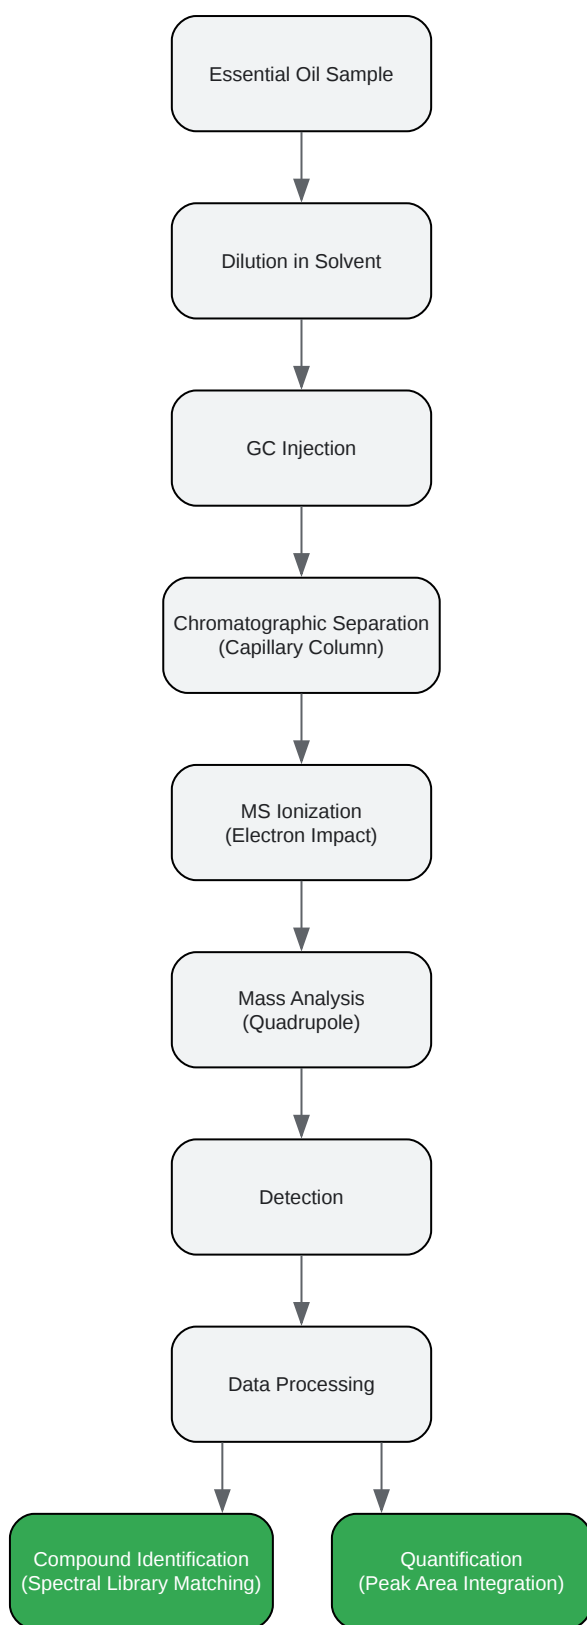 Essential Oil Sample
Dilution in Solvent
GC Injection
Chromatographic Separation
(Capillary Column)
MS Ionization
(Electron Impact)
Mass Analysis
(Quadrupole)
Detection
Data Processing
Compound Identification
(Spectral Library Matching)
Quantification
(Peak Area Integration)